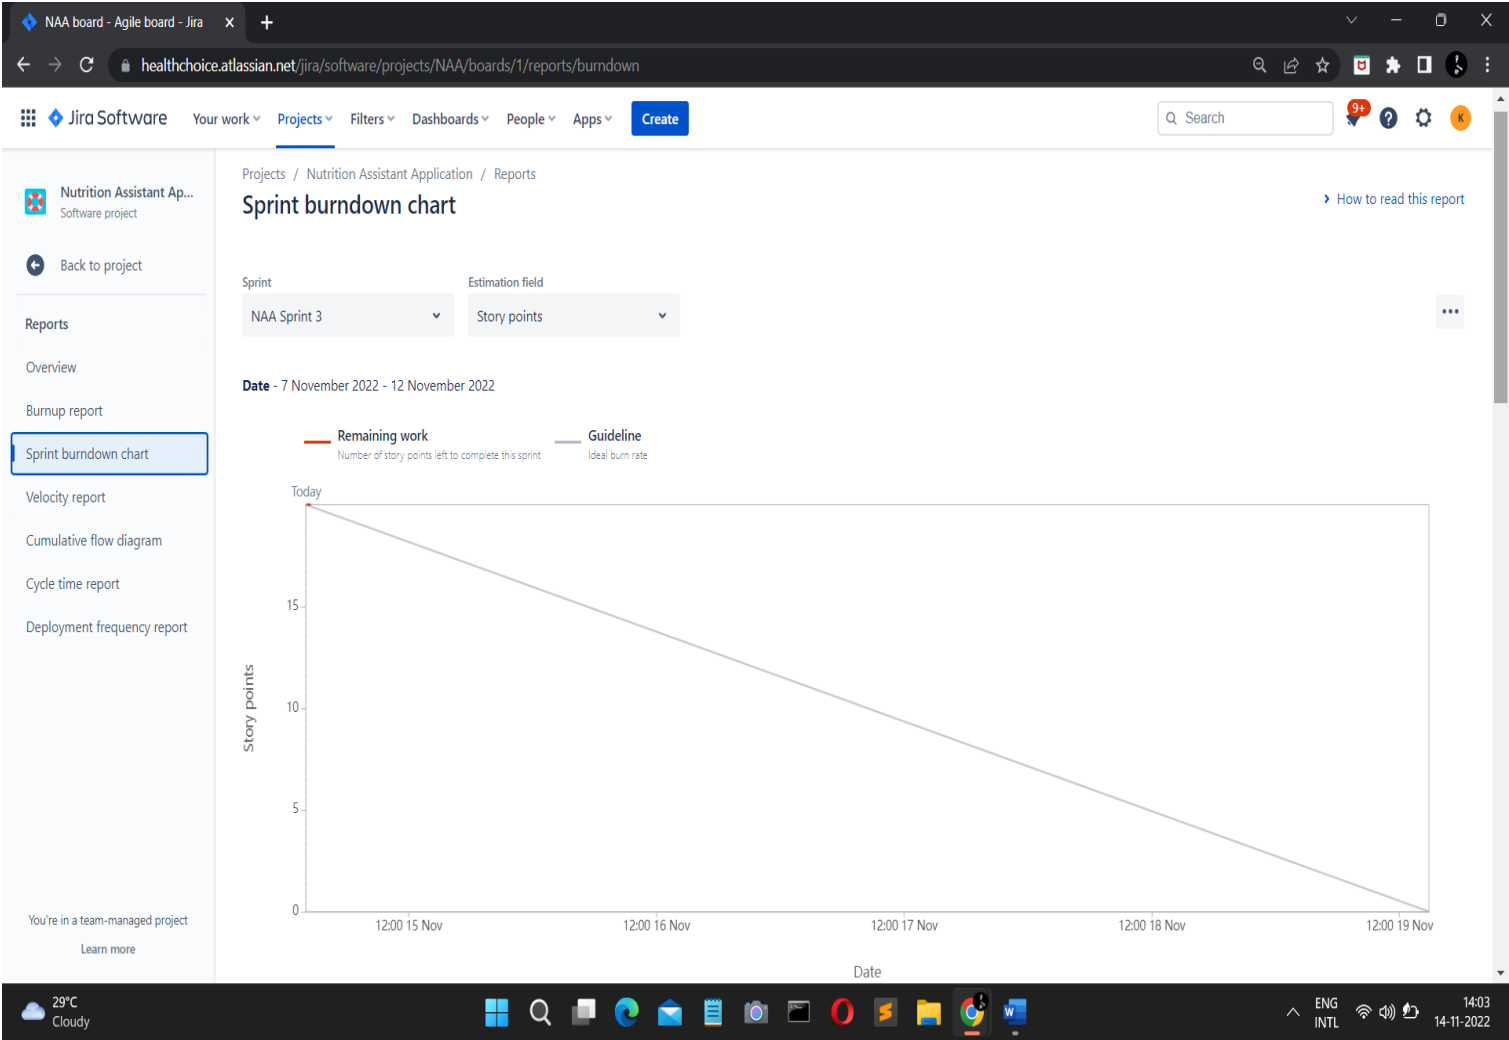 NAA board - Agile board - Jira
healthchoice.atlassian.net/jira/software/projects/NAA/boards/1/reports/burndown
Jira Software Your work Projects Filters Dashboards People Apps Create Search 9+ K
Nutrition Assistant Ap...
Software project
Back to project
Reports
Overview
Burnup report
Sprint burndown chart
Velocity report
Cumulative flow diagram
Cycle time report
Deployment frequency report
You're in a team-managed project
Learn more
Projects / Nutrition Assistant Application / Reports
Sprint burndown chart
How to read this report
Sprint Estimation field
NAA Sprint 3 Story points
Date - 7 November 2022 - 12 November 2022
Remaining work Guideline
Number of story points left to complete this sprint Ideal burn rate
Today
15
10
5
0
Story points
12:00 15 Nov 12:00 16 Nov 12:00 17 Nov 12:00 18 Nov 12:00 19 Nov
Date
29°C
Cloudy
ENG
INTL
14:03
14-11-2022